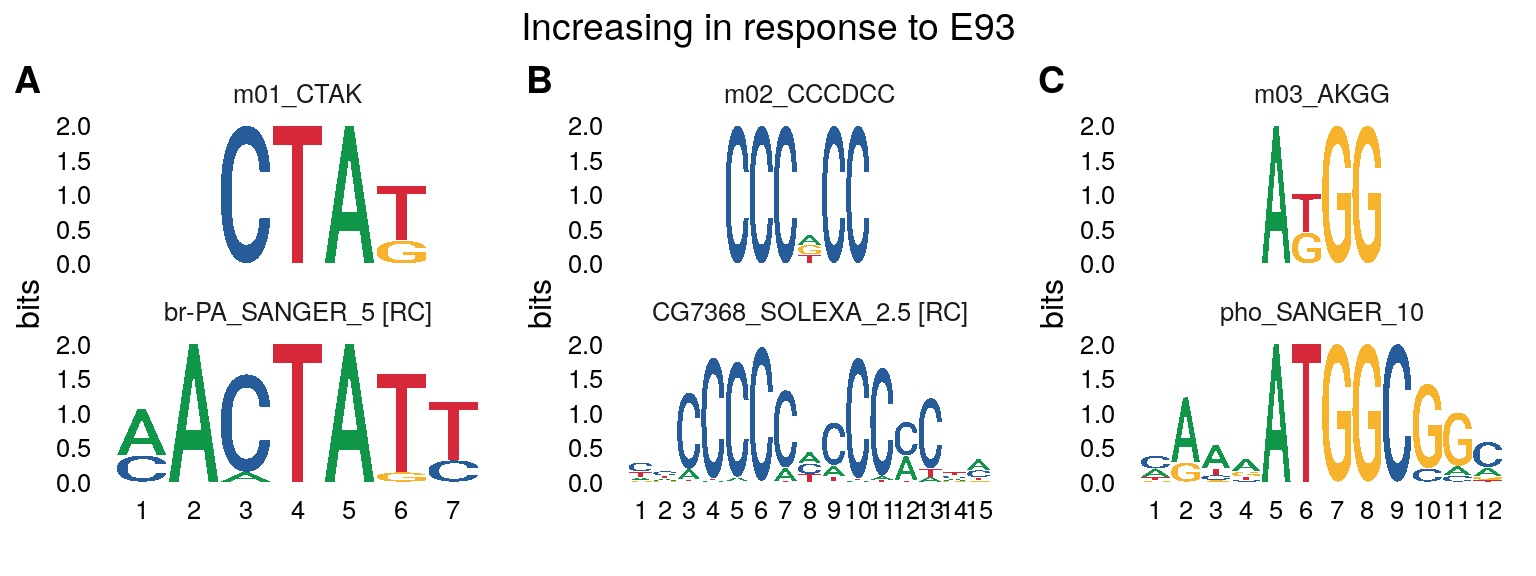 Increasing in response to E93
A
m01_CTAK
2.0
1.5
1.0
0.5
0.0
CTATG
br-PA_SANGER_5 [RC]
2.0
1.5
1.0
0.5
0.0
bits
1 2 3 4 5 6 7
B
m02_CCCDCC
2.0
1.5
1.0
0.5
0.0
CCCAGTCC
CG7368_SOLEXA_2.5 [RC]
2.0
1.5
1.0
0.5
0.0
bits
1 2 3 4 5 6 7 8 9 10 11 12 13 14 15
C
m03_AKGG
2.0
1.5
1.0
0.5
0.0
ATGGG
pho_SANGER_10
2.0
1.5
1.0
0.5
0.0
bits
1 2 3 4 5 6 7 8 9 10 11 12